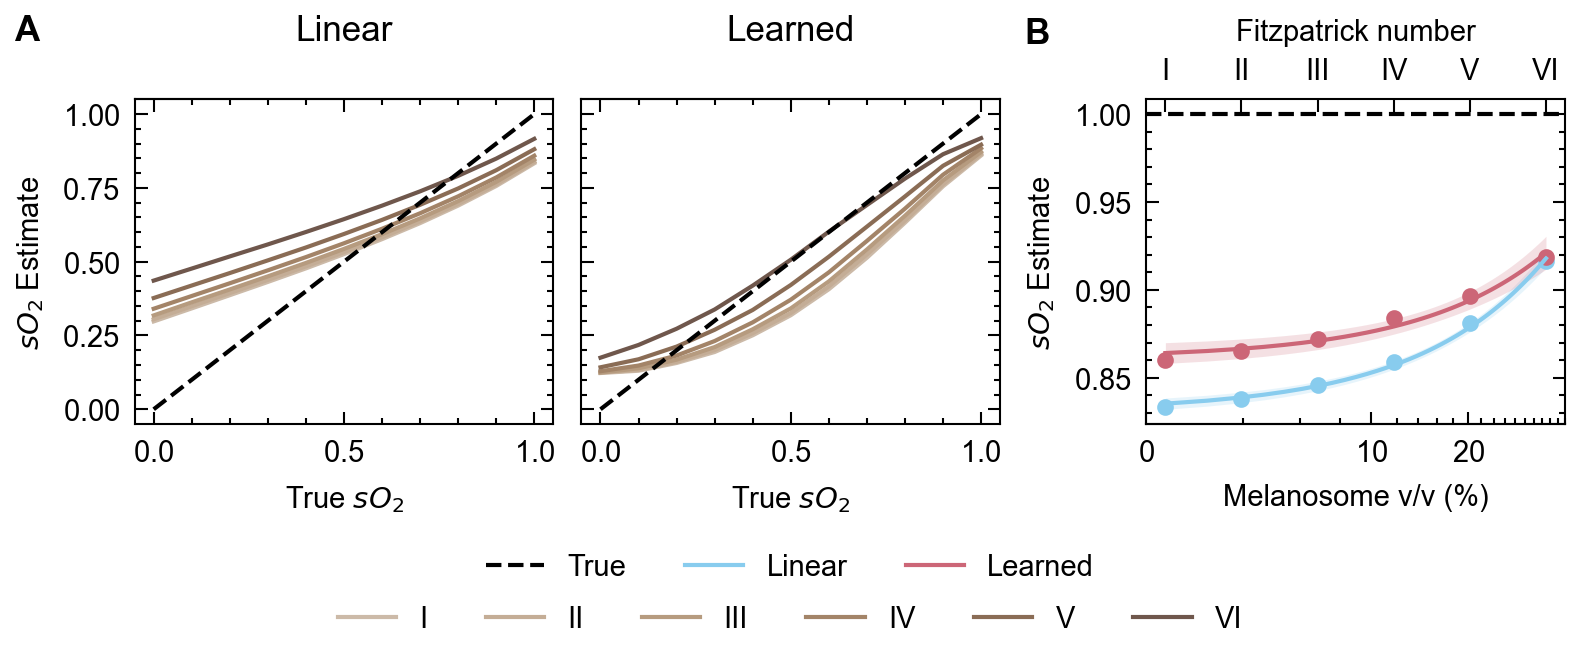 A
Linear
Learned
B
Fitzpatrick number
I II III IV V VI
sO₂ Estimate
1.00
0.75
0.50
0.25
0.00
0.0 0.5 1.0
True sO₂
0.0 0.5 1.0
True sO₂
sO₂ Estimate
1.00
0.95
0.90
0.85
0 10 20
Melanosome v/v (%)
True Linear Learned
I II III IV V VI